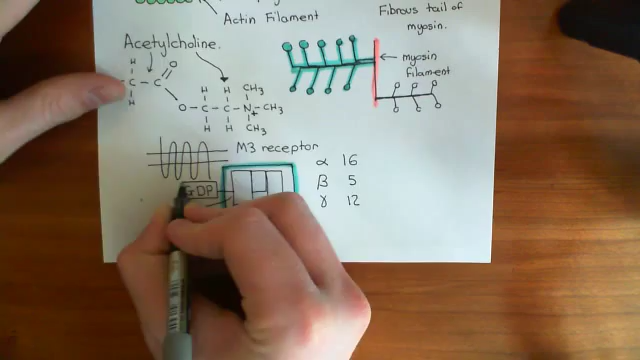 Actin Filament
Fibrous tail of
myosin.
Acetylcholine.
myosin
Filament
H
O
C
C
H
O
H
H
C
C
H
H
CH3
N
+
CH3
CH3
M3 receptor
α 16
β 5
γ 12
GDP